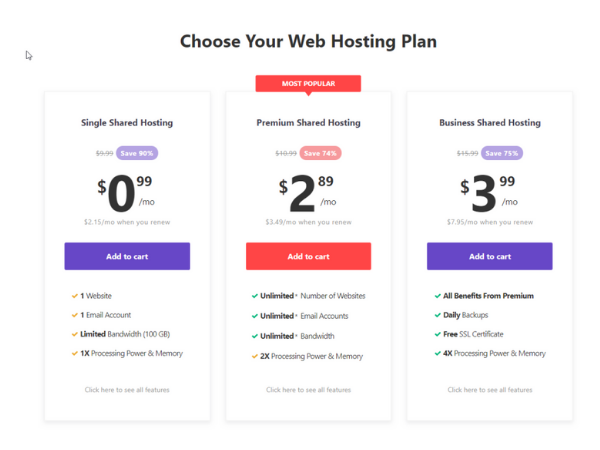 Choose Your Web Hosting Plan
MOST POPULAR
Single Shared Hosting
$9.99 Save 90%
$0.99 /mo
$2.15/mo when you renew
Add to cart
1 Website
1 Email Account
Limited Bandwidth (100 GB)
1X Processing Power & Memory
Click here to see all features
Premium Shared Hosting
$10.99 Save 74%
$2.89 /mo
$3.49/mo when you renew
Add to cart
Unlimited* Number of Websites
Unlimited* Email Accounts
Unlimited* Bandwidth
2X Processing Power & Memory
Click here to see all features
Business Shared Hosting
$15.99 Save 75%
$3.99 /mo
$7.95/mo when you renew
Add to cart
All Benefits From Premium
Daily Backups
Free SSL Certificate
4X Processing Power & Memory
Click here to see all features